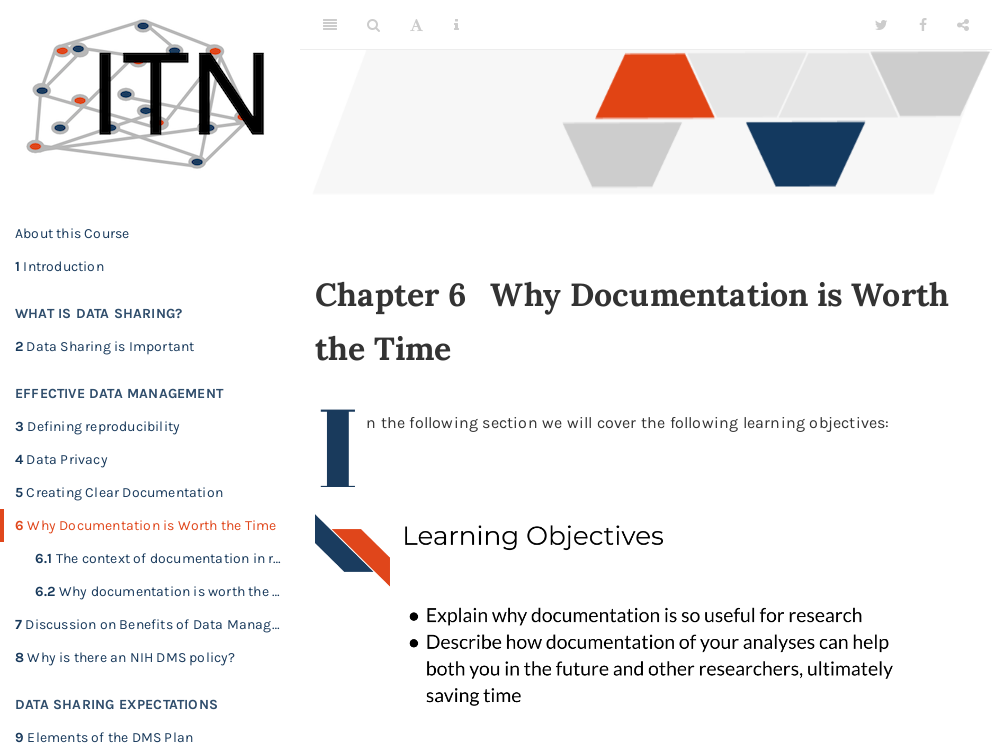 ITN
About this Course
1 Introduction
WHAT IS DATA SHARING?
2 Data Sharing is Important
EFFECTIVE DATA MANAGEMENT
3 Defining reproducibility
4 Data Privacy
5 Creating Clear Documentation
6 Why Documentation is Worth the Time
6.1 The context of documentation in r…
6.2 Why documentation is worth the …
7 Discussion on Benefits of Data Manag…
8 Why is there an NIH DMS policy?
DATA SHARING EXPECTATIONS
9 Elements of the DMS Plan
A i
Chapter 6 Why Documentation is Worth
the Time
In the following section we will cover the following learning objectives:
Learning Objectives
● Explain why documentation is so useful for research
● Describe how documentation of your analyses can help
both you in the future and other researchers, ultimately
saving time